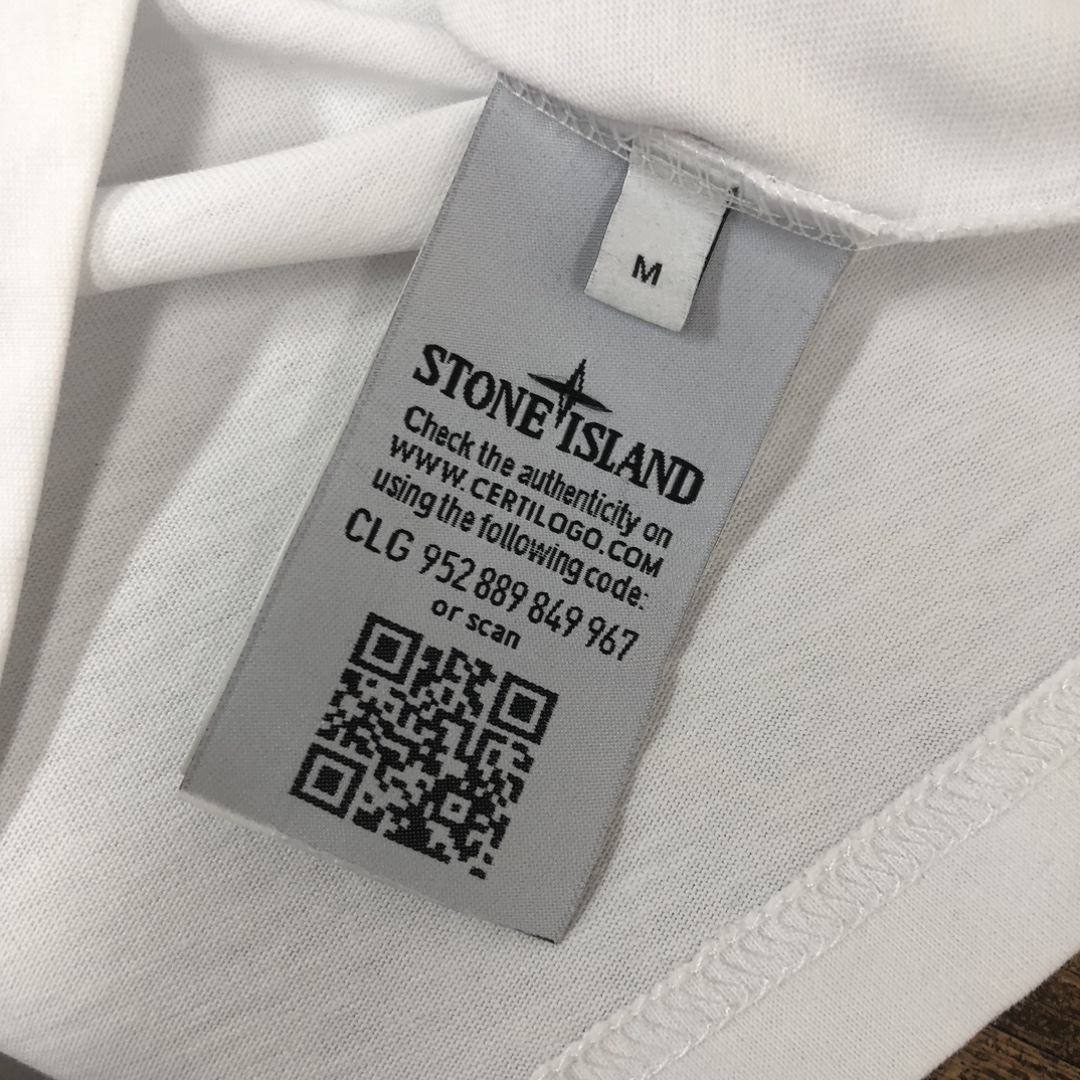 M
STONE ISLAND
Check the authenticity on
WWW.CERTILOGO.COM
using the following code:
CLG 952 889 849 967
or scan